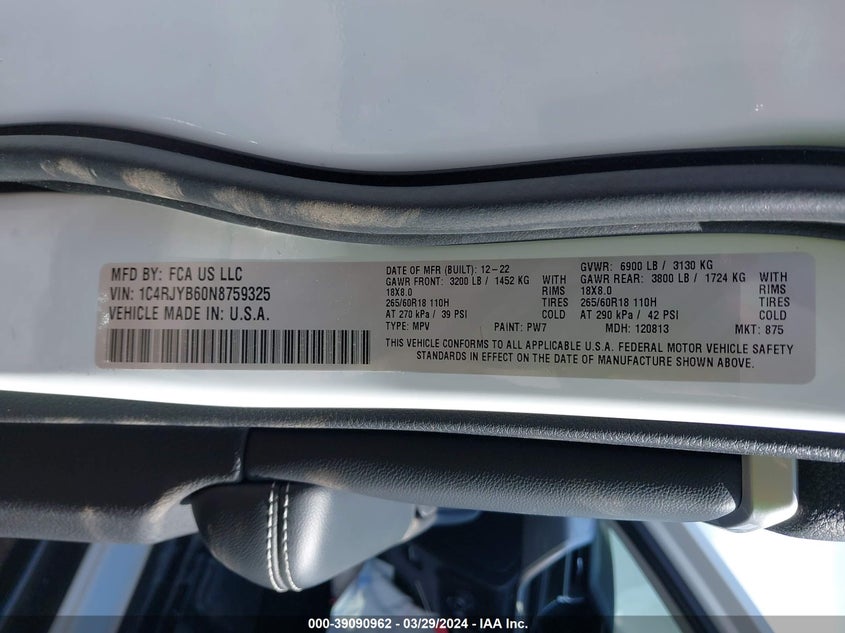 MFD BY: FCA US LLC
VIN: 1C4RJYB60N8759325
VEHICLE MADE IN: U.S.A.
DATE OF MFR (BUILT): 12-22 GVWR: 6900 LB / 3130 KG
GAWR FRONT: 3200 LB / 1452 KG WITH GAWR REAR: 3800 LB / 1724 KG WITH
18X8.0 RIMS 18X8.0 RIMS
265/60R18 110H TIRES 265/60R18 110H TIRES
AT 270 kPa / 39 PSI COLD AT 290 kPa / 42 PSI COLD
TYPE: MPV PAINT: PW7 MDH: 120813 MKT: 875
THIS VEHICLE CONFORMS TO ALL APPLICABLE U.S.A. FEDERAL MOTOR VEHICLE SAFETY
STANDARDS IN EFFECT ON THE DATE OF MANUFACTURE SHOWN ABOVE.
000-39090962 - 03/29/2024 - IAAI, Inc.